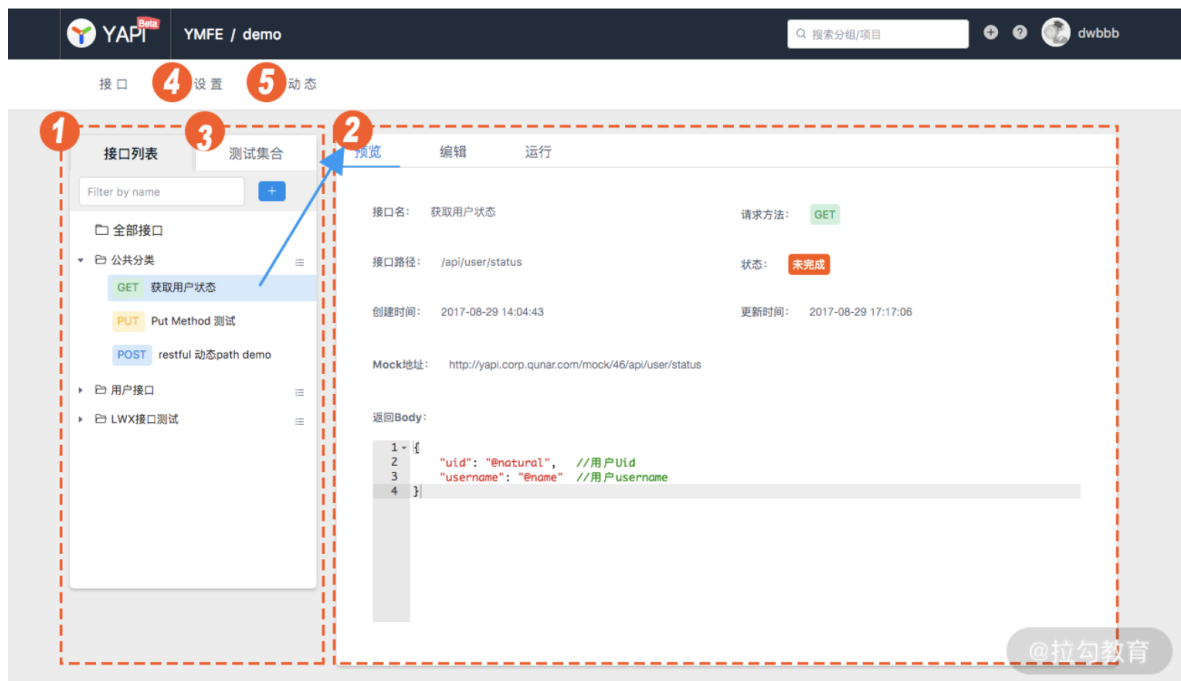 YAPI Beta YMFE / demo 搜索分组/项目 dwbbb
接口 4 设置 5 动态
1 3 2
接口列表 测试集合 预览 编辑 运行
Filter by name +
接口名： 获取用户状态 请求方法： GET
全部接口
公共分类 接口路径： /api/user/status 状态： 未完成
GET 获取用户状态
创建时间： 2017-08-29 14:04:43 更新时间： 2017-08-29 17:17:06
PUT Put Method 测试
POST restful 动态path demo
Mock地址： http://yapi.corp.qunar.com/mock/46/api/user/status
用户接口
LWX接口测试 返回Body：
1 {
2 "uid": "@natural", //用户Uid
3 "username": "@name" //用户username
4 }
@拉勾教育